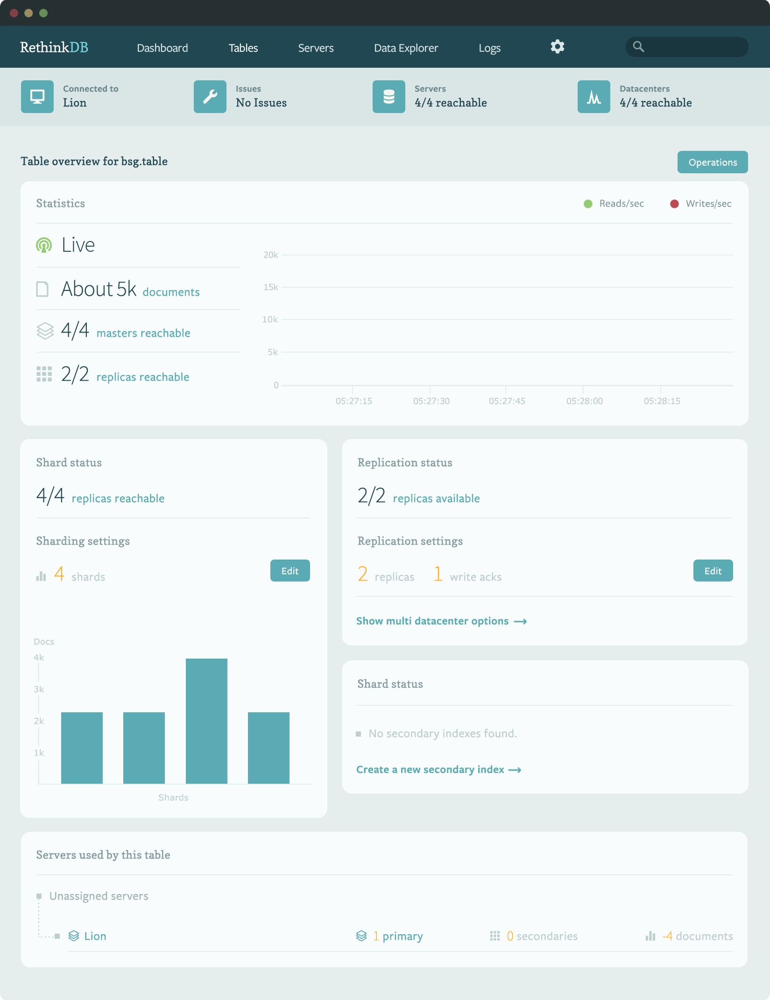 RethinkDB Dashboard Tables Servers Data Explorer Logs
Connected to
Lion
Issues
No Issues
Servers
4/4 reachable
Datacenters
4/4 reachable
Table overview for bsg.table
Operations
Statistics
Reads/sec
Writes/sec
Live
About 5k documents
4/4 masters reachable
2/2 replicas reachable
20k
15k
10k
5k
0
05:27:15 05:27:30 05:27:45 05:28:00 05:28:15
Shard status
4/4 replicas reachable
Sharding settings
4 shards
Edit
Docs
4k
3k
2k
1k
Shards
Replication status
2/2 replicas available
Replication settings
2 replicas 1 write acks
Edit
Show multi datacenter options →
Shard status
No secondary indexes found.
Create a new secondary index →
Servers used by this table
Unassigned servers
Lion 1 primary 0 secondaries -4 documents